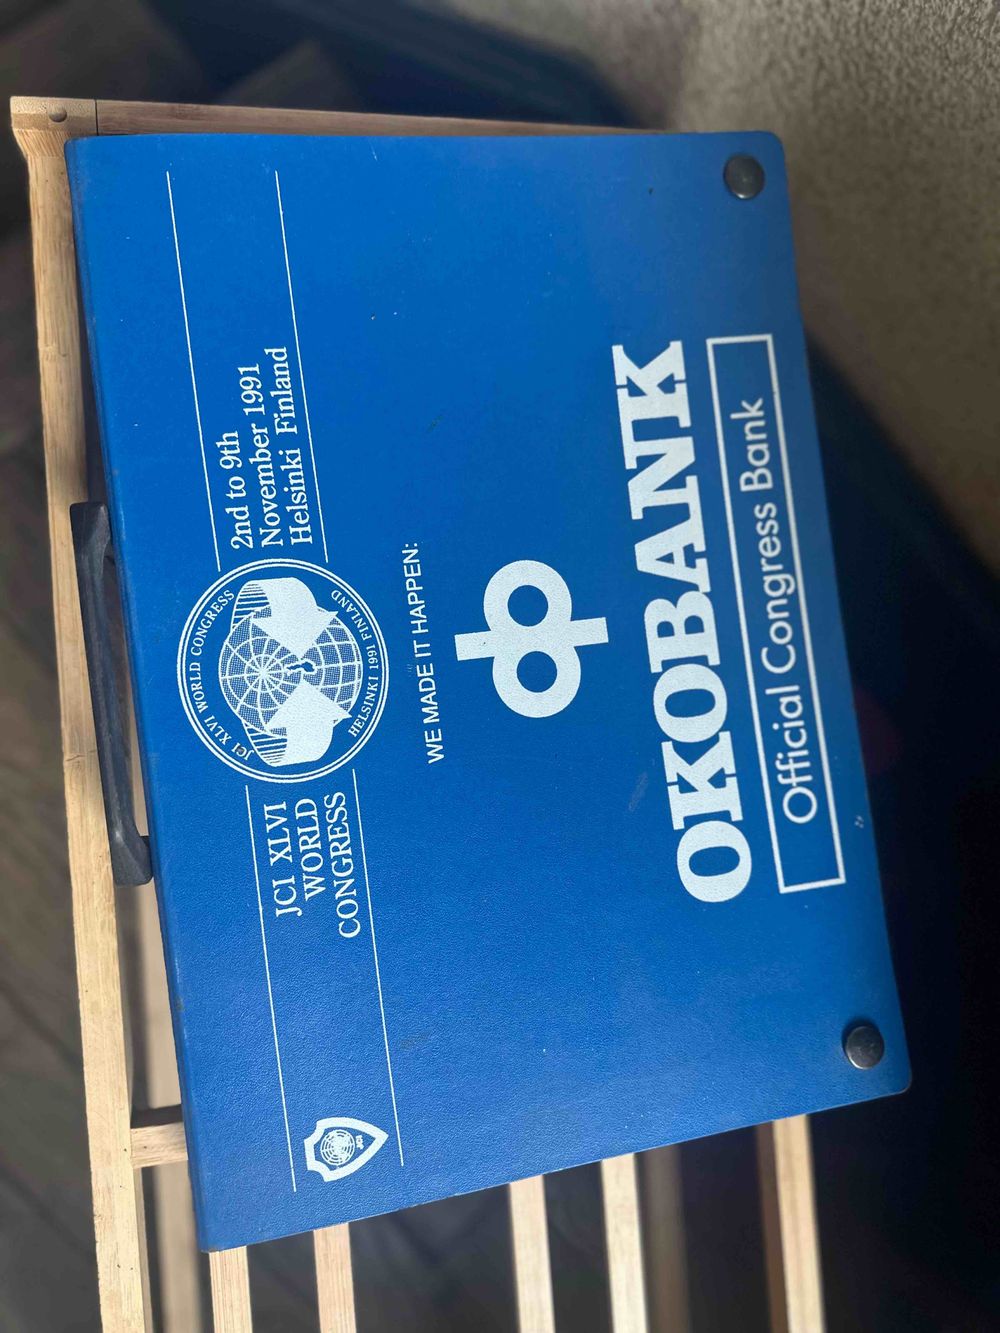 JCI XLVI
WORLD
CONGRESS
JCI XLVI WORLD CONGRESS
HELSINKI 1991 FINLAND
2nd to 9th
November 1991
Helsinki Finland
JCI
WE MADE IT HAPPEN:
OKOBANK
Official Congress Bank